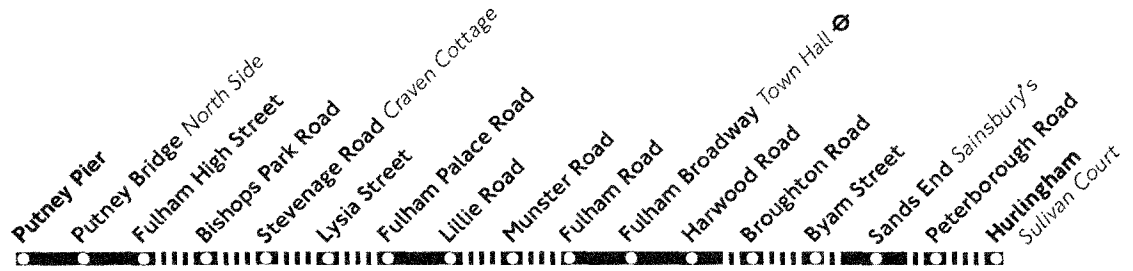 Putney Pier
Putney Bridge North Side
Fulham High Street
Bishops Park Road
Stevenage Road Craven Cottage
Lysia Street
Fulham Palace Road
Lillie Road
Munster Road
Fulham Road
Fulham Broadway Town Hall
Harwood Road
Broughton Road
Byam Street
Sands End Sainsbury's
Peterborough Road
Hurlingham
Sullivan Court